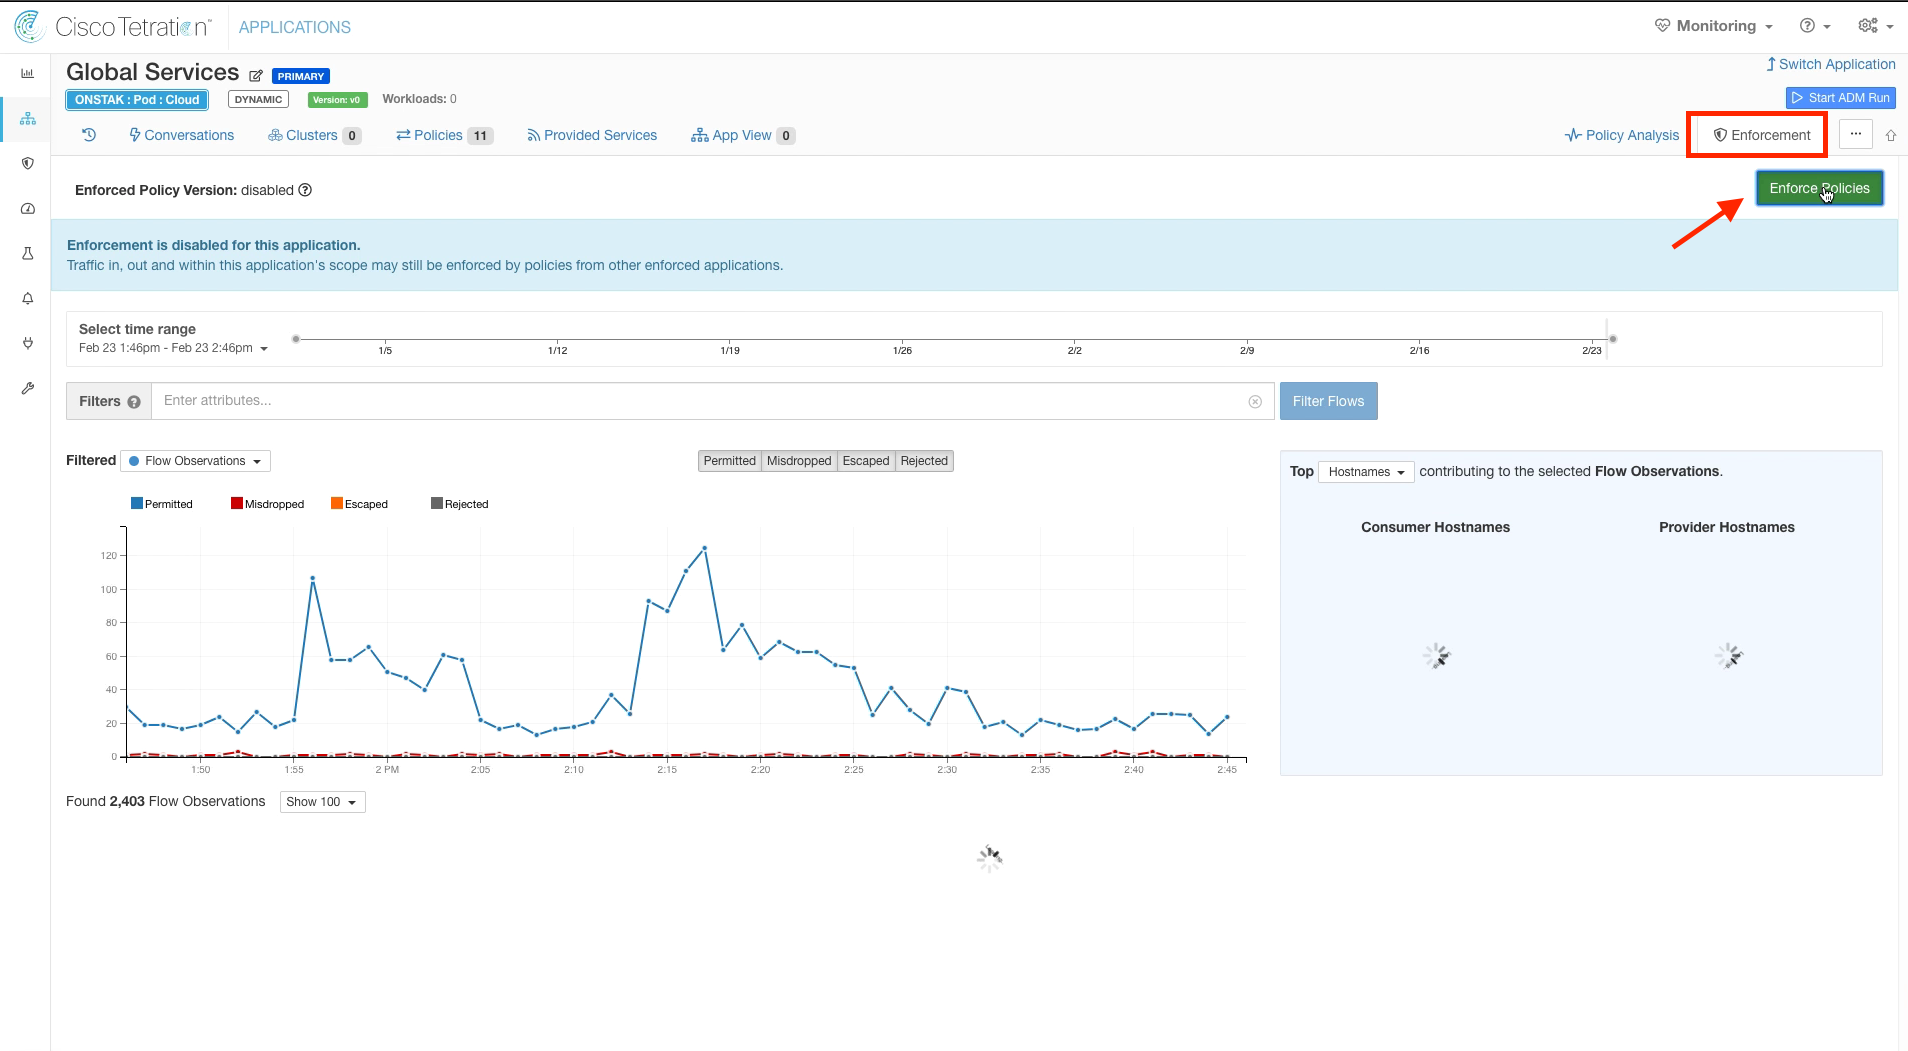 Cisco Tetration™ APPLICATIONS Monitoring
Global Services PRIMARY Switch Application
ONSTAK : Pod : Cloud DYNAMIC Version: v0 Workloads: 0 Start ADM Run
Conversations Clusters 0 Policies 11 Provided Services App View 0 Policy Analysis Enforcement ...
Enforced Policy Version: disabled Enforce Policies
Enforcement is disabled for this application.
Traffic in, out and within this application's scope may still be enforced by policies from other enforced applications.
Select time range
Feb 23 1:46pm - Feb 23 2:46pm
1/5 1/12 1/19 1/26 2/2 2/9 2/16 2/23
Filters Enter attributes... Filter Flows
Filtered Flow Observations Permitted Misdropped Escaped Rejected
Top Hostnames contributing to the selected Flow Observations.
Permitted Misdropped Escaped Rejected
Consumer Hostnames Provider Hostnames
120
100
80
60
40
20
0
1:50 1:55 2 PM 2:05 2:10 2:15 2:20 2:25 2:30 2:35 2:40 2:45
Found 2,403 Flow Observations Show 100